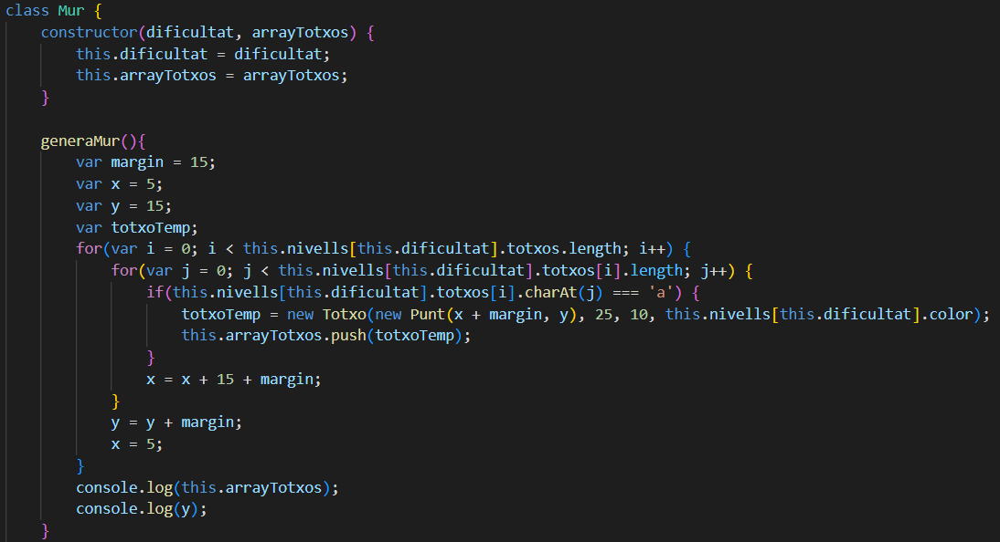 class Mur {
    constructor(dificultat, arrayTotxos) {
        this.dificultat = dificultat;
        this.arrayTotxos = arrayTotxos;
    }

    generaMur(){
        var margin = 15;
        var x = 5;
        var y = 15;
        var totxoTemp;
        for(var i = 0; i < this.nivells[this.dificultat].totxos.length; i++) {
            for(var j = 0; j < this.nivells[this.dificultat].totxos[i].length; j++) {
                if(this.nivells[this.dificultat].totxos[i].charAt(j) === 'a') {
                    totxoTemp = new Totxo(new Punt(x + margin, y), 25, 10, this.nivells[this.dificultat].color);
                    this.arrayTotxos.push(totxoTemp);
                }
                x = x + 15 + margin;
            }
            y = y + margin;
            x = 5;
        }
        console.log(this.arrayTotxos);
        console.log(y);
    }